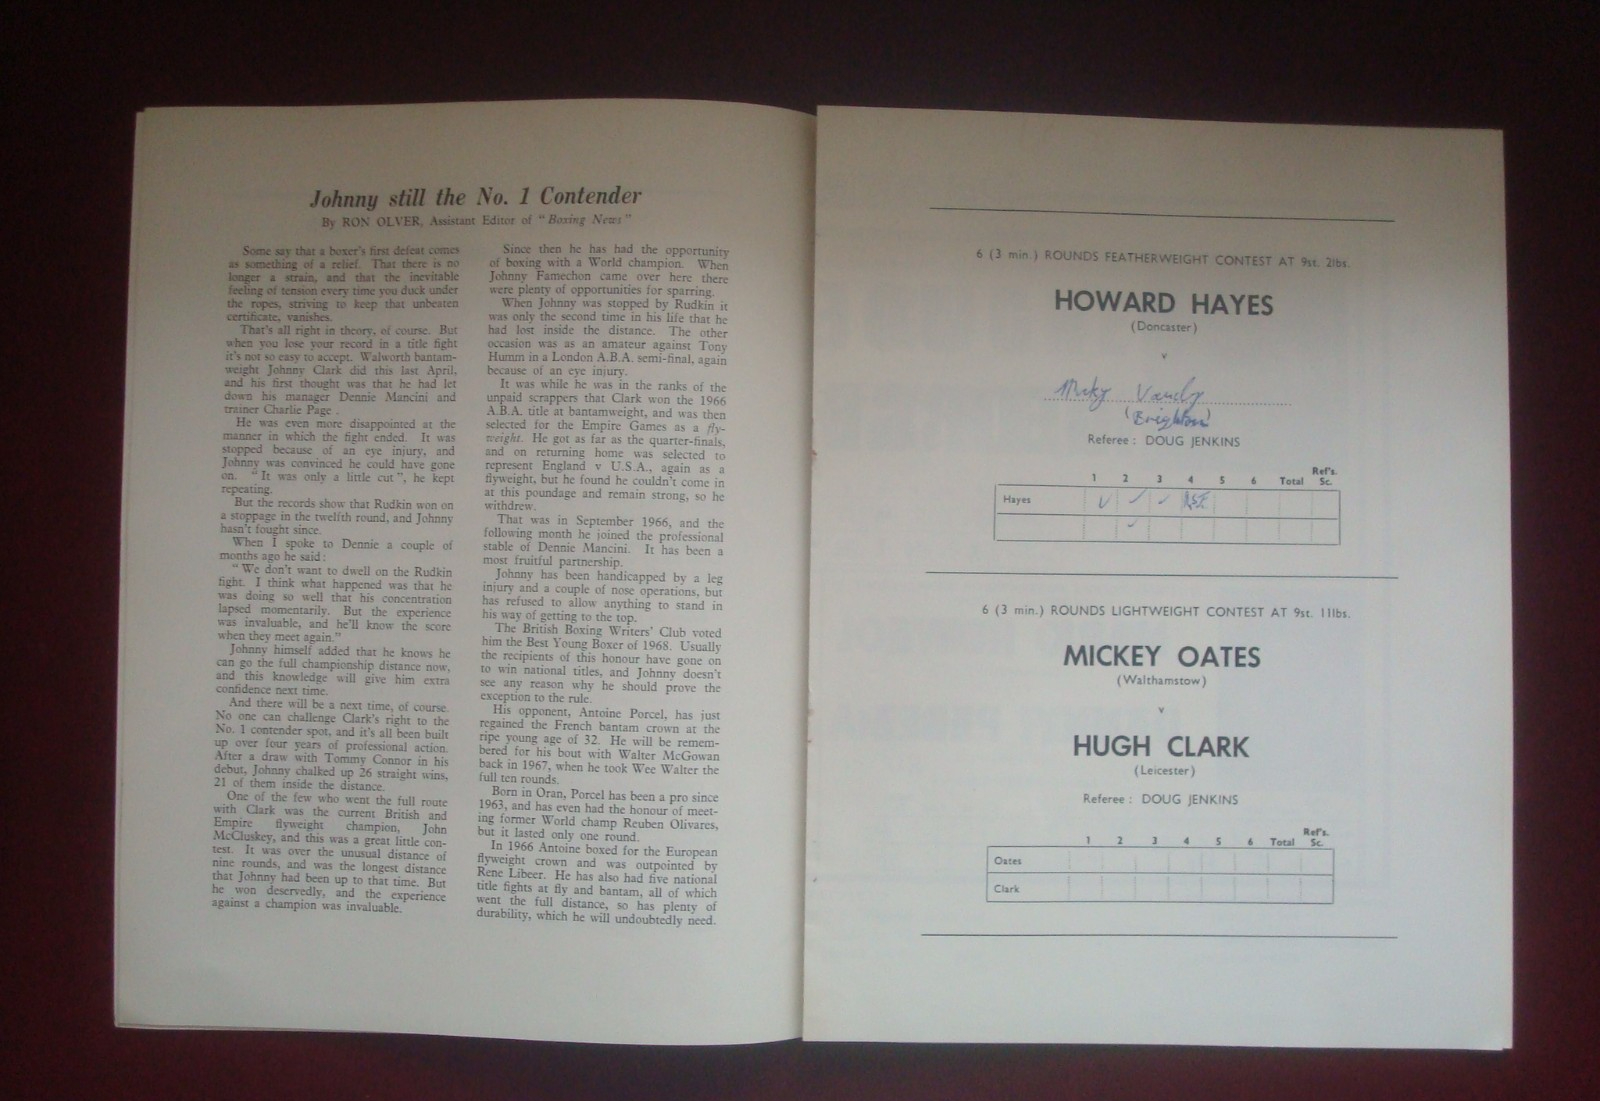 Johnny still the No. 1 Contender
By RON OLVER, Assistant Editor of "Boxing News"
Some say that a boxer's first defeat comes
as something of a relief. That there is no
longer a strain, and that the inevitable
feeling of tension every time you duck under
the ropes, striving to keep that unbeaten
certificate, vanishes.
That's all right in theory, of course. But
when you lose your record in a title fight
it's not so easy to accept. Walworth bantam-
weight Johnny Clark did this last April,
and his first thought was that he had let
down his manager Dennie Mancini and
trainer Charlie Page .
He was even more disappointed at the
manner in which the fight ended. It was
stopped because of an eye injury, and
Johnny was convinced he could have gone
on. "It was only a little cut", he kept
repeating.
But the records show that Rudkin won on
a stoppage in the twelfth round, and Johnny
hasn't fought since.
When I spoke to Dennie a couple of
months ago he said:
"We don't want to dwell on the Rudkin
fight. I think what happened was that he
was doing so well that his concentration
lapsed momentarily. But the experience
was invaluable, and he'll know the score
when they meet again."
Johnny himself added that he knows he
can go the full championship distance now,
and this knowledge will give him extra
confidence next time.
And there will be a next time, of course.
No one can challenge Clark's right to the
No. 1 contender spot, and it's all been built
up over four years of professional action.
After a draw with Tommy Connor in his
debut, Johnny chalked up 26 straight wins,
21 of them inside the distance.
One of the few who went the full route
with Clark was the current British and
Empire flyweight champion, John
McCluskey, and this was a great little con-
test. It was over the unusual distance of
nine rounds, and was the longest distance
that Johnny had been up to that time. But
he won deservedly, and the experience
against a champion was invaluable.
Since then he has had the opportunity
of boxing with a World champion. When
Johnny Famechon came over here there
were plenty of opportunities for sparring.
When Johnny was stopped by Rudkin it
was only the second time in his life that he
had lost inside the distance. The other
occasion was as an amateur against Tony
Humm in a London A.B.A. semi-final, again
because of an eye injury.
It was while he was in the ranks of the
unpaid scrappers that Clark won the 1966
A.B.A. title at bantamweight, and was then
selected for the Empire Games as a fly-
weight. He got as far as the quarter-finals,
and on returning home was selected to
represent England v U.S.A., again as a
flyweight, but he found he couldn't come in
at this poundage and remain strong, so he
withdrew.
That was in September 1966, and the
following month he joined the professional
stable of Dennie Mancini. It has been a
most fruitful partnership.
Johnny has been handicapped by a leg
injury and a couple of nose operations, but
has refused to allow anything to stand in
his way of getting to the top.
The British Boxing Writers' Club voted
him the Best Young Boxer of 1968. Usually
the recipients of this honour have gone on
to win national titles, and Johnny doesn't
see any reason why he should prove the
exception to the rule.
His opponent, Antoine Porcel, has just
regained the French bantam crown at the
ripe young age of 32. He will be remem-
bered for his bout with Walter McGowan
back in 1967, when he took Wee Walter the
full ten rounds.
Born in Oran, Porcel has been a pro since
1963, and has even had the honour of meet-
ing former World champ Reuben Olivares,
but it lasted only one round.
In 1966 Antoine boxed for the European
flyweight crown and was outpointed by
Rene Libeer. He has also had five national
title fights at fly and bantam, all of which
went the full distance, so has plenty of
durability, which he will undoubtedly need.
6 (3 min.) ROUNDS FEATHERWEIGHT CONTEST AT 9st. 2lbs.
HOWARD HAYES
(Doncaster)
v
(Brighton)
Referee : DOUG JENKINS
1 2 3 4 5 6 Total Ref's. Sc.
Hayes
6 (3 min.) ROUNDS LIGHTWEIGHT CONTEST AT 9st. 11lbs.
MICKEY OATES
(Walthamstow)
v
HUGH CLARK
(Leicester)
Referee : DOUG JENKINS
1 2 3 4 5 6 Total Ref's. Sc.
Oates
Clark